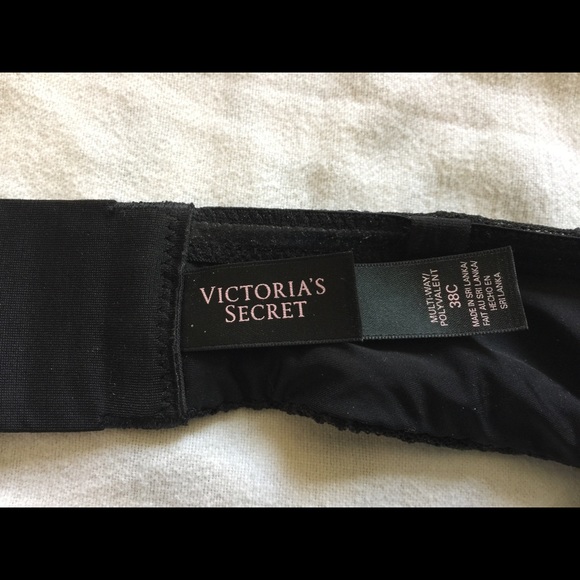 VICTORIA'S
SECRET
MULTI-WAY/
POLYVALENT
38C
MADE IN SRI LANKA/
FAIT AU SRI LANKA/
HECHO EN
SRI LANKA